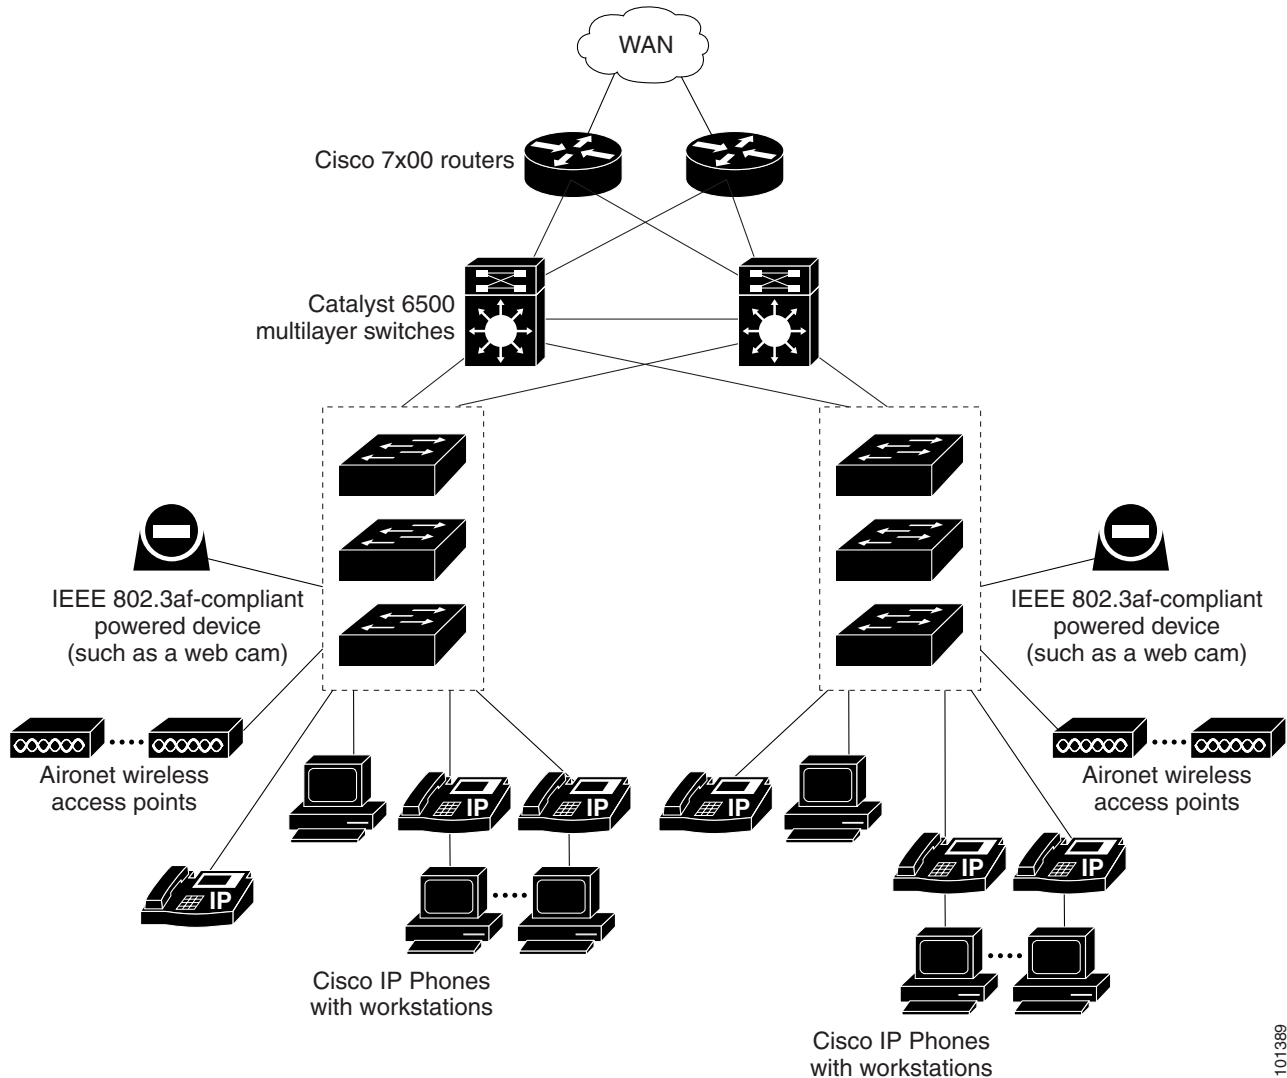 WAN
Cisco 7x00 routers
Catalyst 6500
multilayer switches
IEEE 802.3af-compliant
powered device
(such as a web cam)
IEEE 802.3af-compliant
powered device
(such as a web cam)
Aironet wireless
access points
Aironet wireless
access points
IP
IP
IP
IP
IP
IP
Cisco IP Phones
with workstations
Cisco IP Phones
with workstations
101389